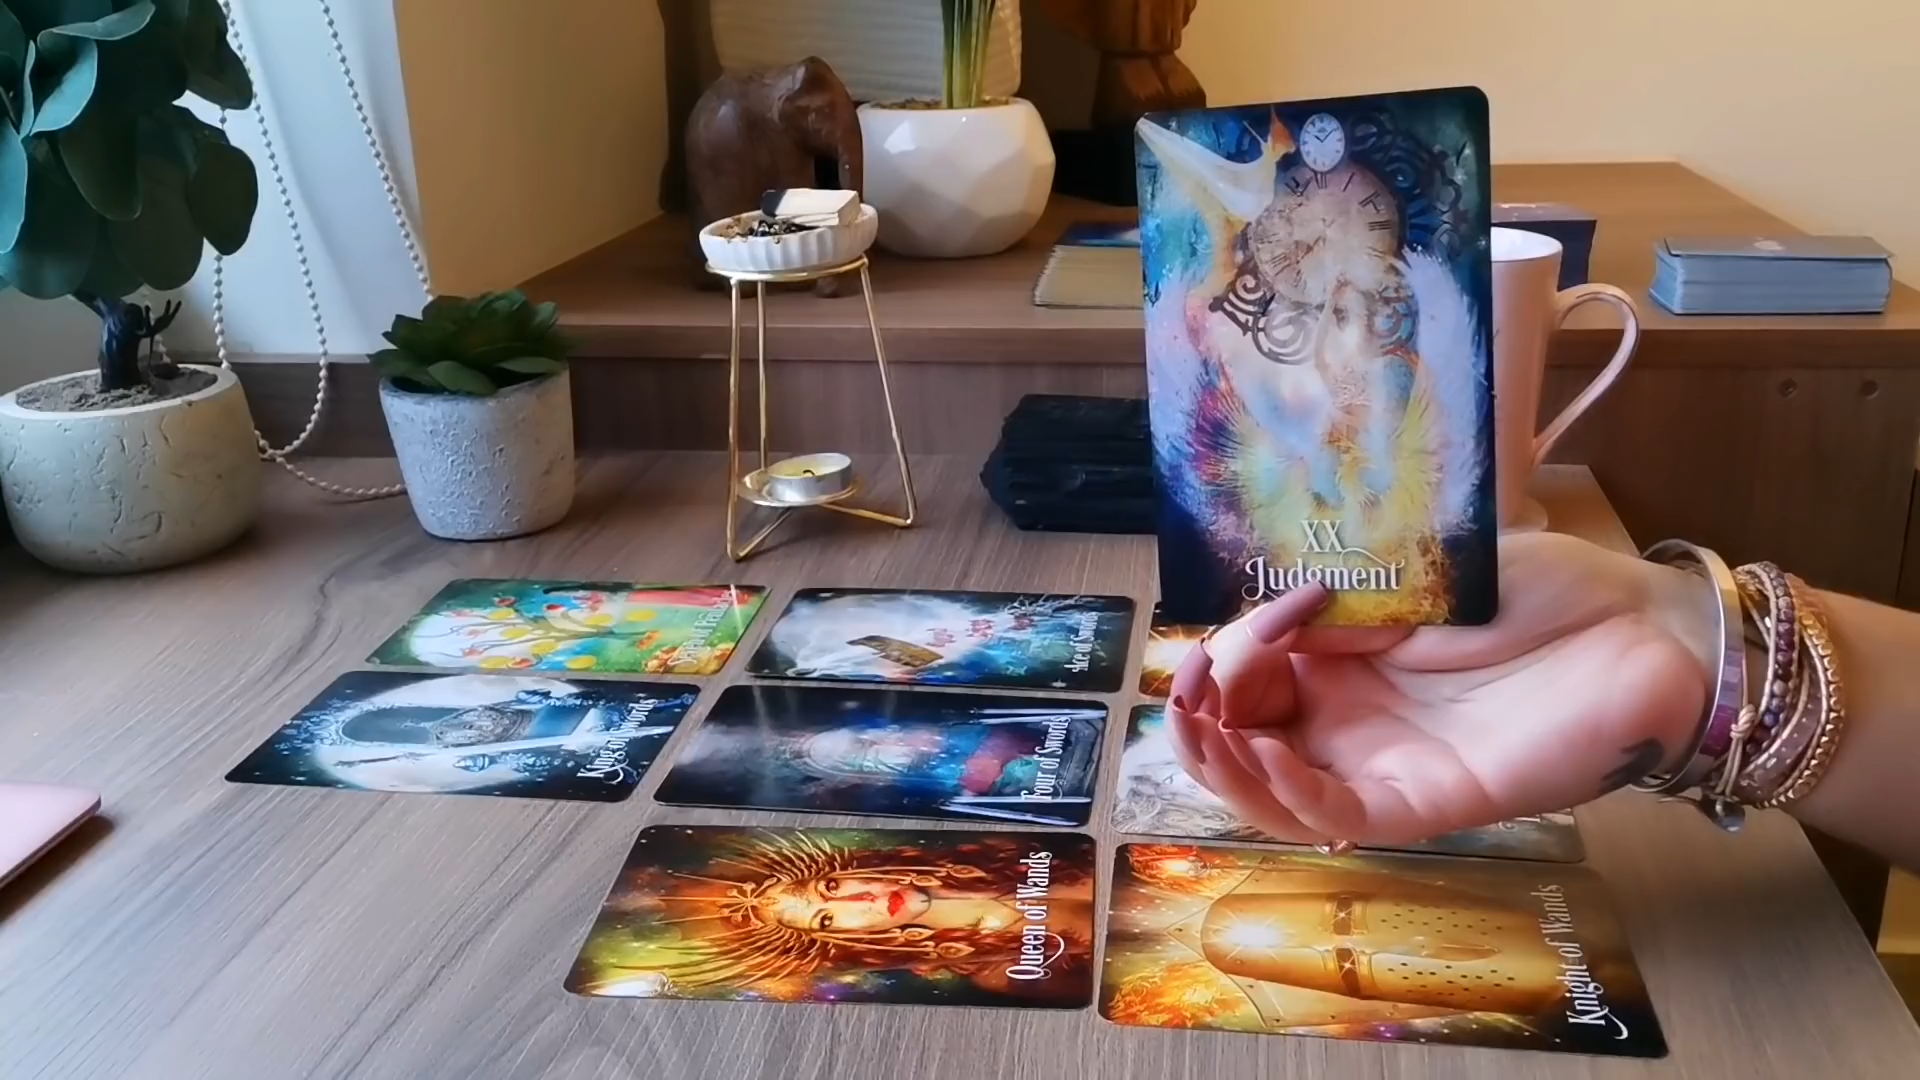 XX
Judgment
Ace of Swords
King of Swords
Four of Swords
Queen of Wands
Knight of Wands